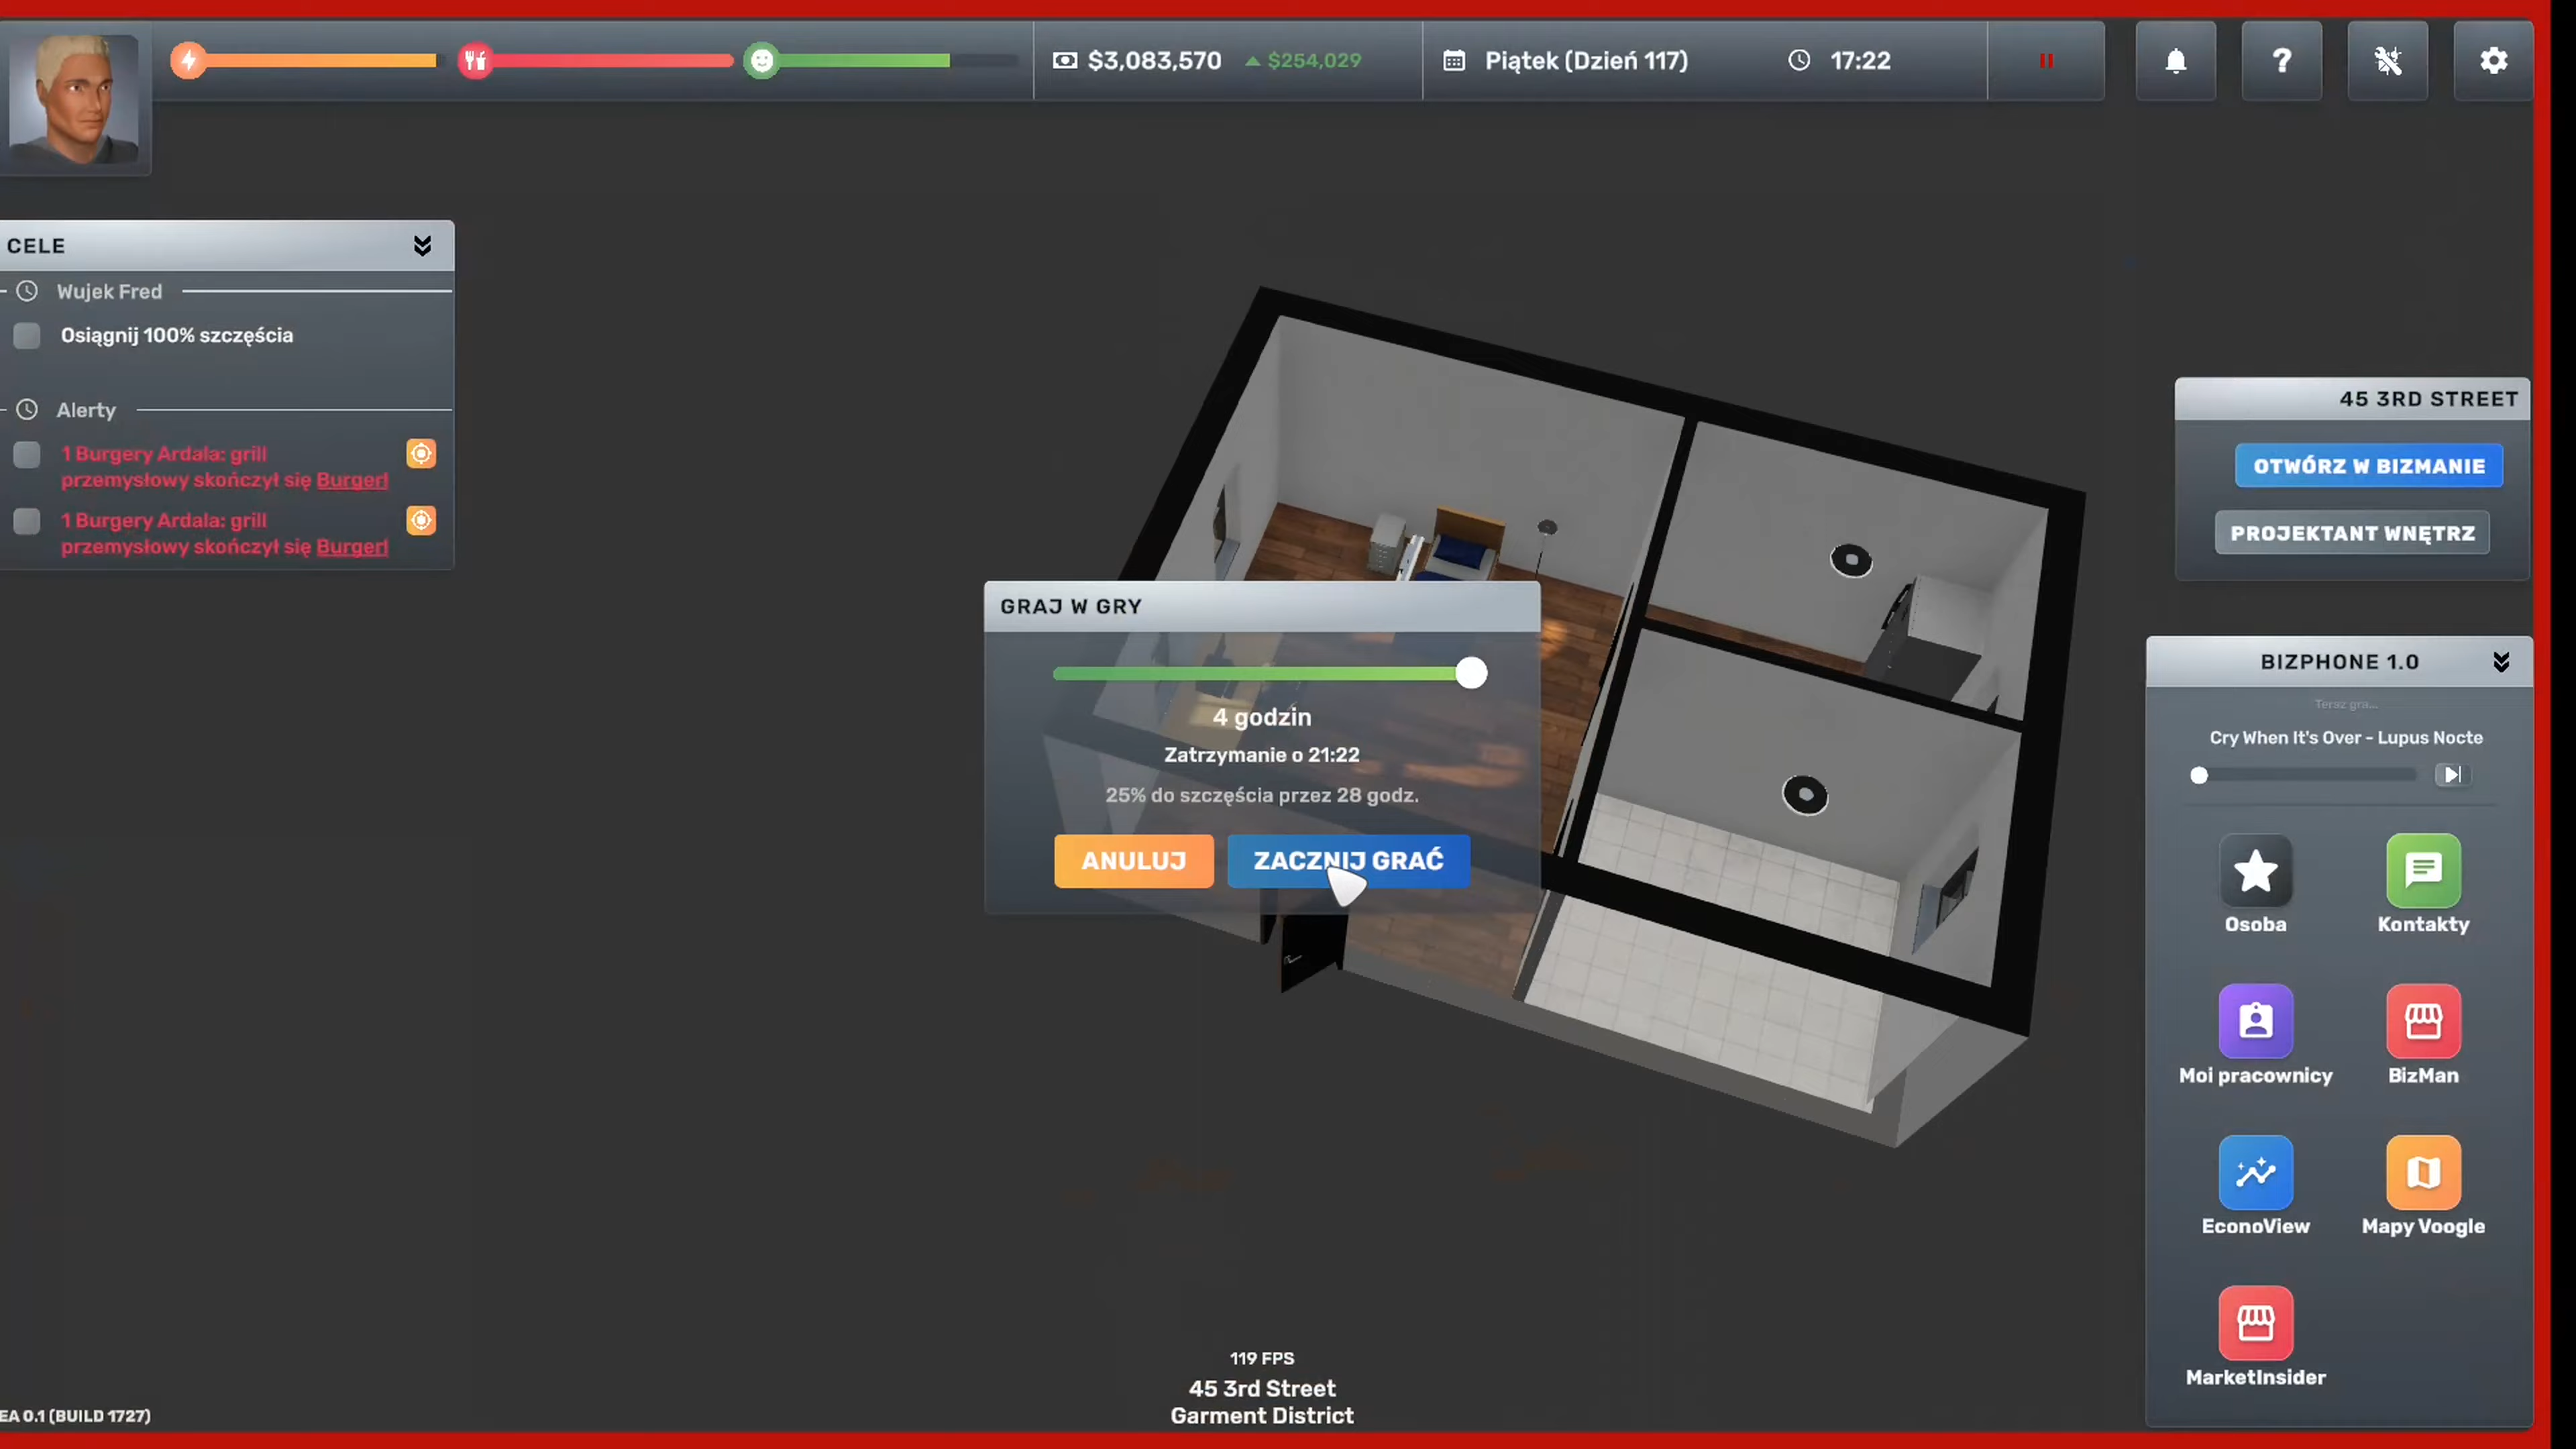 $3,083,570
$254,029
Piątek (Dzień 117)
17:22
?
CELE
Wujek Fred
Osiągnij 100% szczęścia
Alerty
1 Burgery Ardala: grill
przemysłowy skończył się Burger!
1 Burgery Ardala: grill
przemysłowy skończył się Burger!
GRAJ W GRY
4 godzin
Zatrzymanie o 21:22
25% do szczęścia przez 28 godz.
ANULUJ
ZACZNIJ GRAĆ
45 3RD STREET
OTWÓRZ W BIZMANIE
PROJEKTANT WNĘTRZ
BIZPHONE 1.0
Teraz gra...
Cry When It's Over - Lupus Nocte
Osoba
Kontakty
Moi pracownicy
BizMan
EconoView
Mapy Voogle
MarketInsider
119 FPS
45 3rd Street
Garment District
EA 0.1 (BUILD 1727)